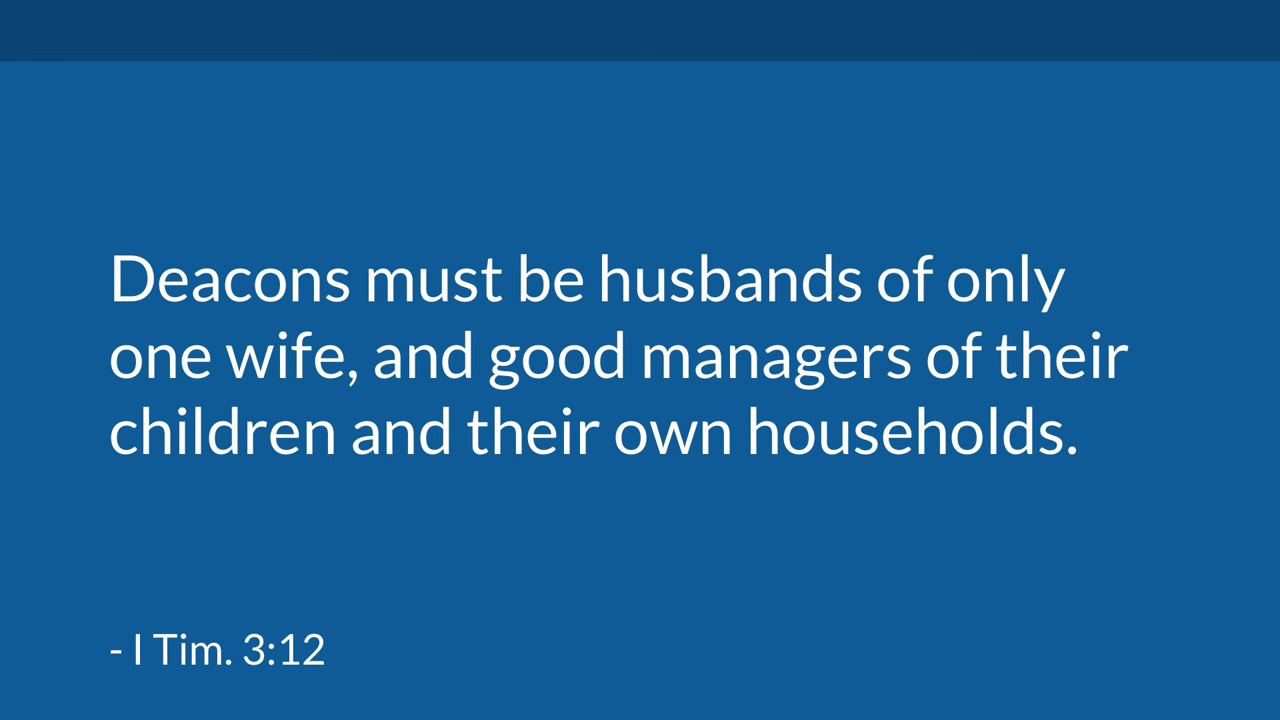 Deacons must be husbands of only
one wife, and good managers of their
children and their own households.
- I Tim. 3:12